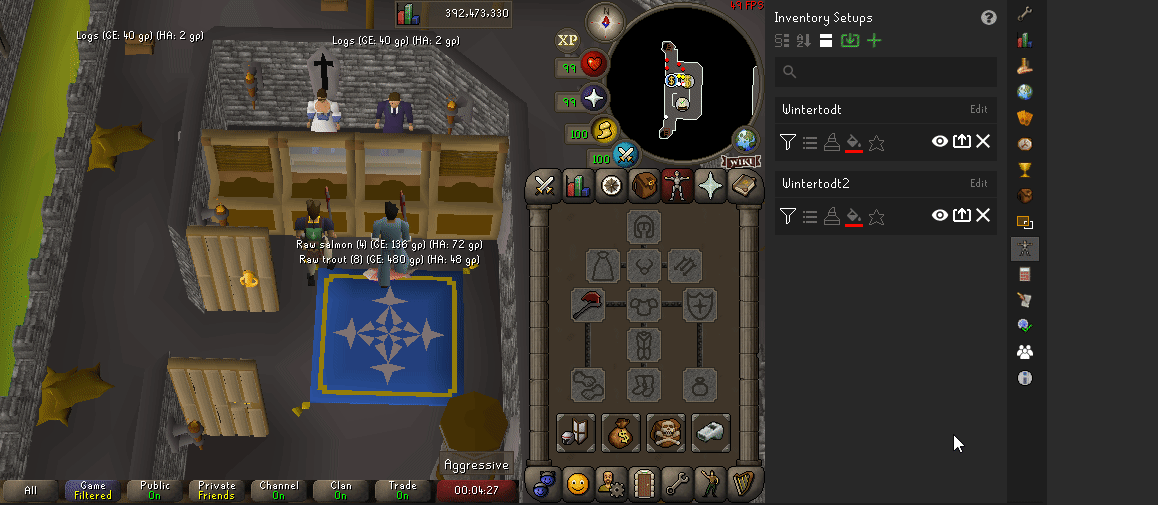 Logs (GE: 40 gp) (HA: 2 gp)
392,473,330
Logs (GE: 40 gp) (HA: 2 gp)
49 FPS
N
XP
99
99
100
100
WIKI
Raw salmon (4) (GE: 136 gp) (HA: 72 gp)
Raw trout (8) (GE: 480 gp) (HA: 48 gp)
Aggressive
00:04:27
All
Game
Filtered
Public
On
Private
Friends
Channel
On
Clan
On
Trade
On
Inventory Setups
Wintertodt
Edit
Wintertodt2
Edit